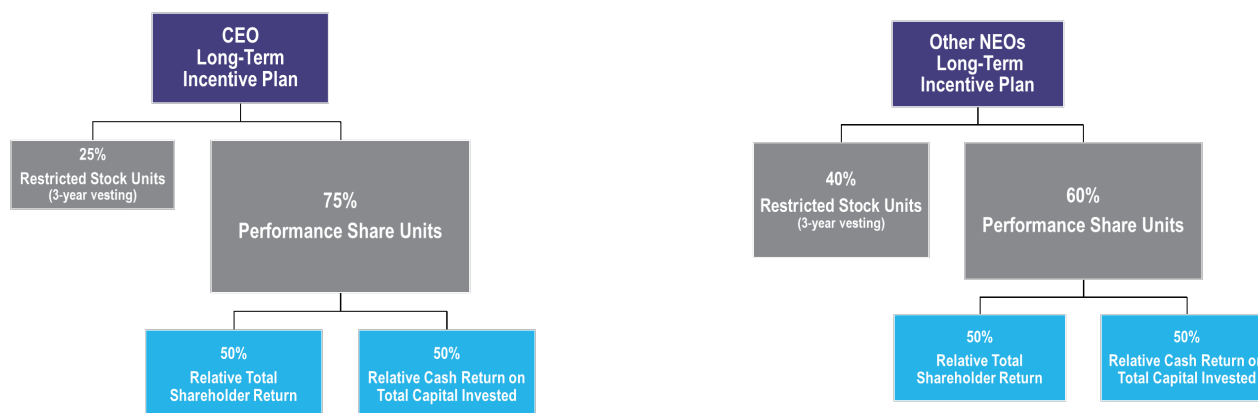 CEO
Long-Term
Incentive Plan
25%
Restricted Stock Units
(3-year vesting)
75%
Performance Share Units
50%
Relative Total
Shareholder Return
50%
Relative Cash Return on
Total Capital Invested
Other NEOs
Long-Term
Incentive Plan
40%
Restricted Stock Units
(3-year vesting)
60%
Performance Share Units
50%
Relative Total
Shareholder Return
50%
Relative Cash Return on
Total Capital Invested